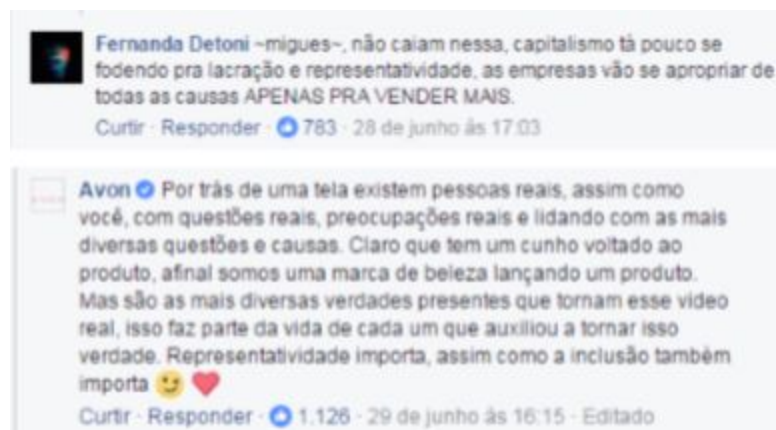 Fernanda Detoni ~migues~, não caiam nessa, capitalismo tá pouco se
fodendo pra lacração e representatividade, as empresas vão se apropriar de
todas as causas APENAS PRA VENDER MAIS.
Curtir · Responder · 783 · 28 de junho às 17:03
Avon Por trás de uma tela existem pessoas reais, assim como
você, com questões reais, preocupações reais e lidando com as mais
diversas questões e causas. Claro que tem um cunho voltado ao
produto, afinal somos uma marca de beleza lançando um produto.
Mas são as mais diversas verdades presentes que tornam esse vídeo
real, isso faz parte da vida de cada um que auxiliou a tornar isso
verdade. Representatividade importa, assim como a inclusão também
importa 😉 ❤
Curtir · Responder · 1.126 · 29 de junho às 16:15 · Editado